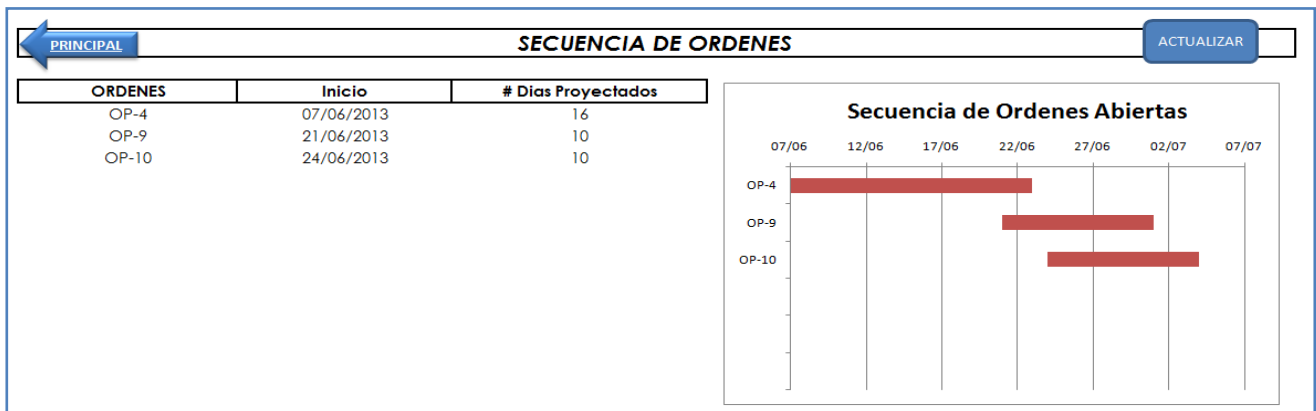 PRINCIPAL
SECUENCIA DE ORDENES
ACTUALIZAR
ORDENES Inicio # Dias Proyectados
OP-4 07/06/2013 16
OP-9 21/06/2013 10
OP-10 24/06/2013 10
Secuencia de Ordenes Abiertas
07/06 12/06 17/06 22/06 27/06 02/07 07/07
OP-4
OP-9
OP-10